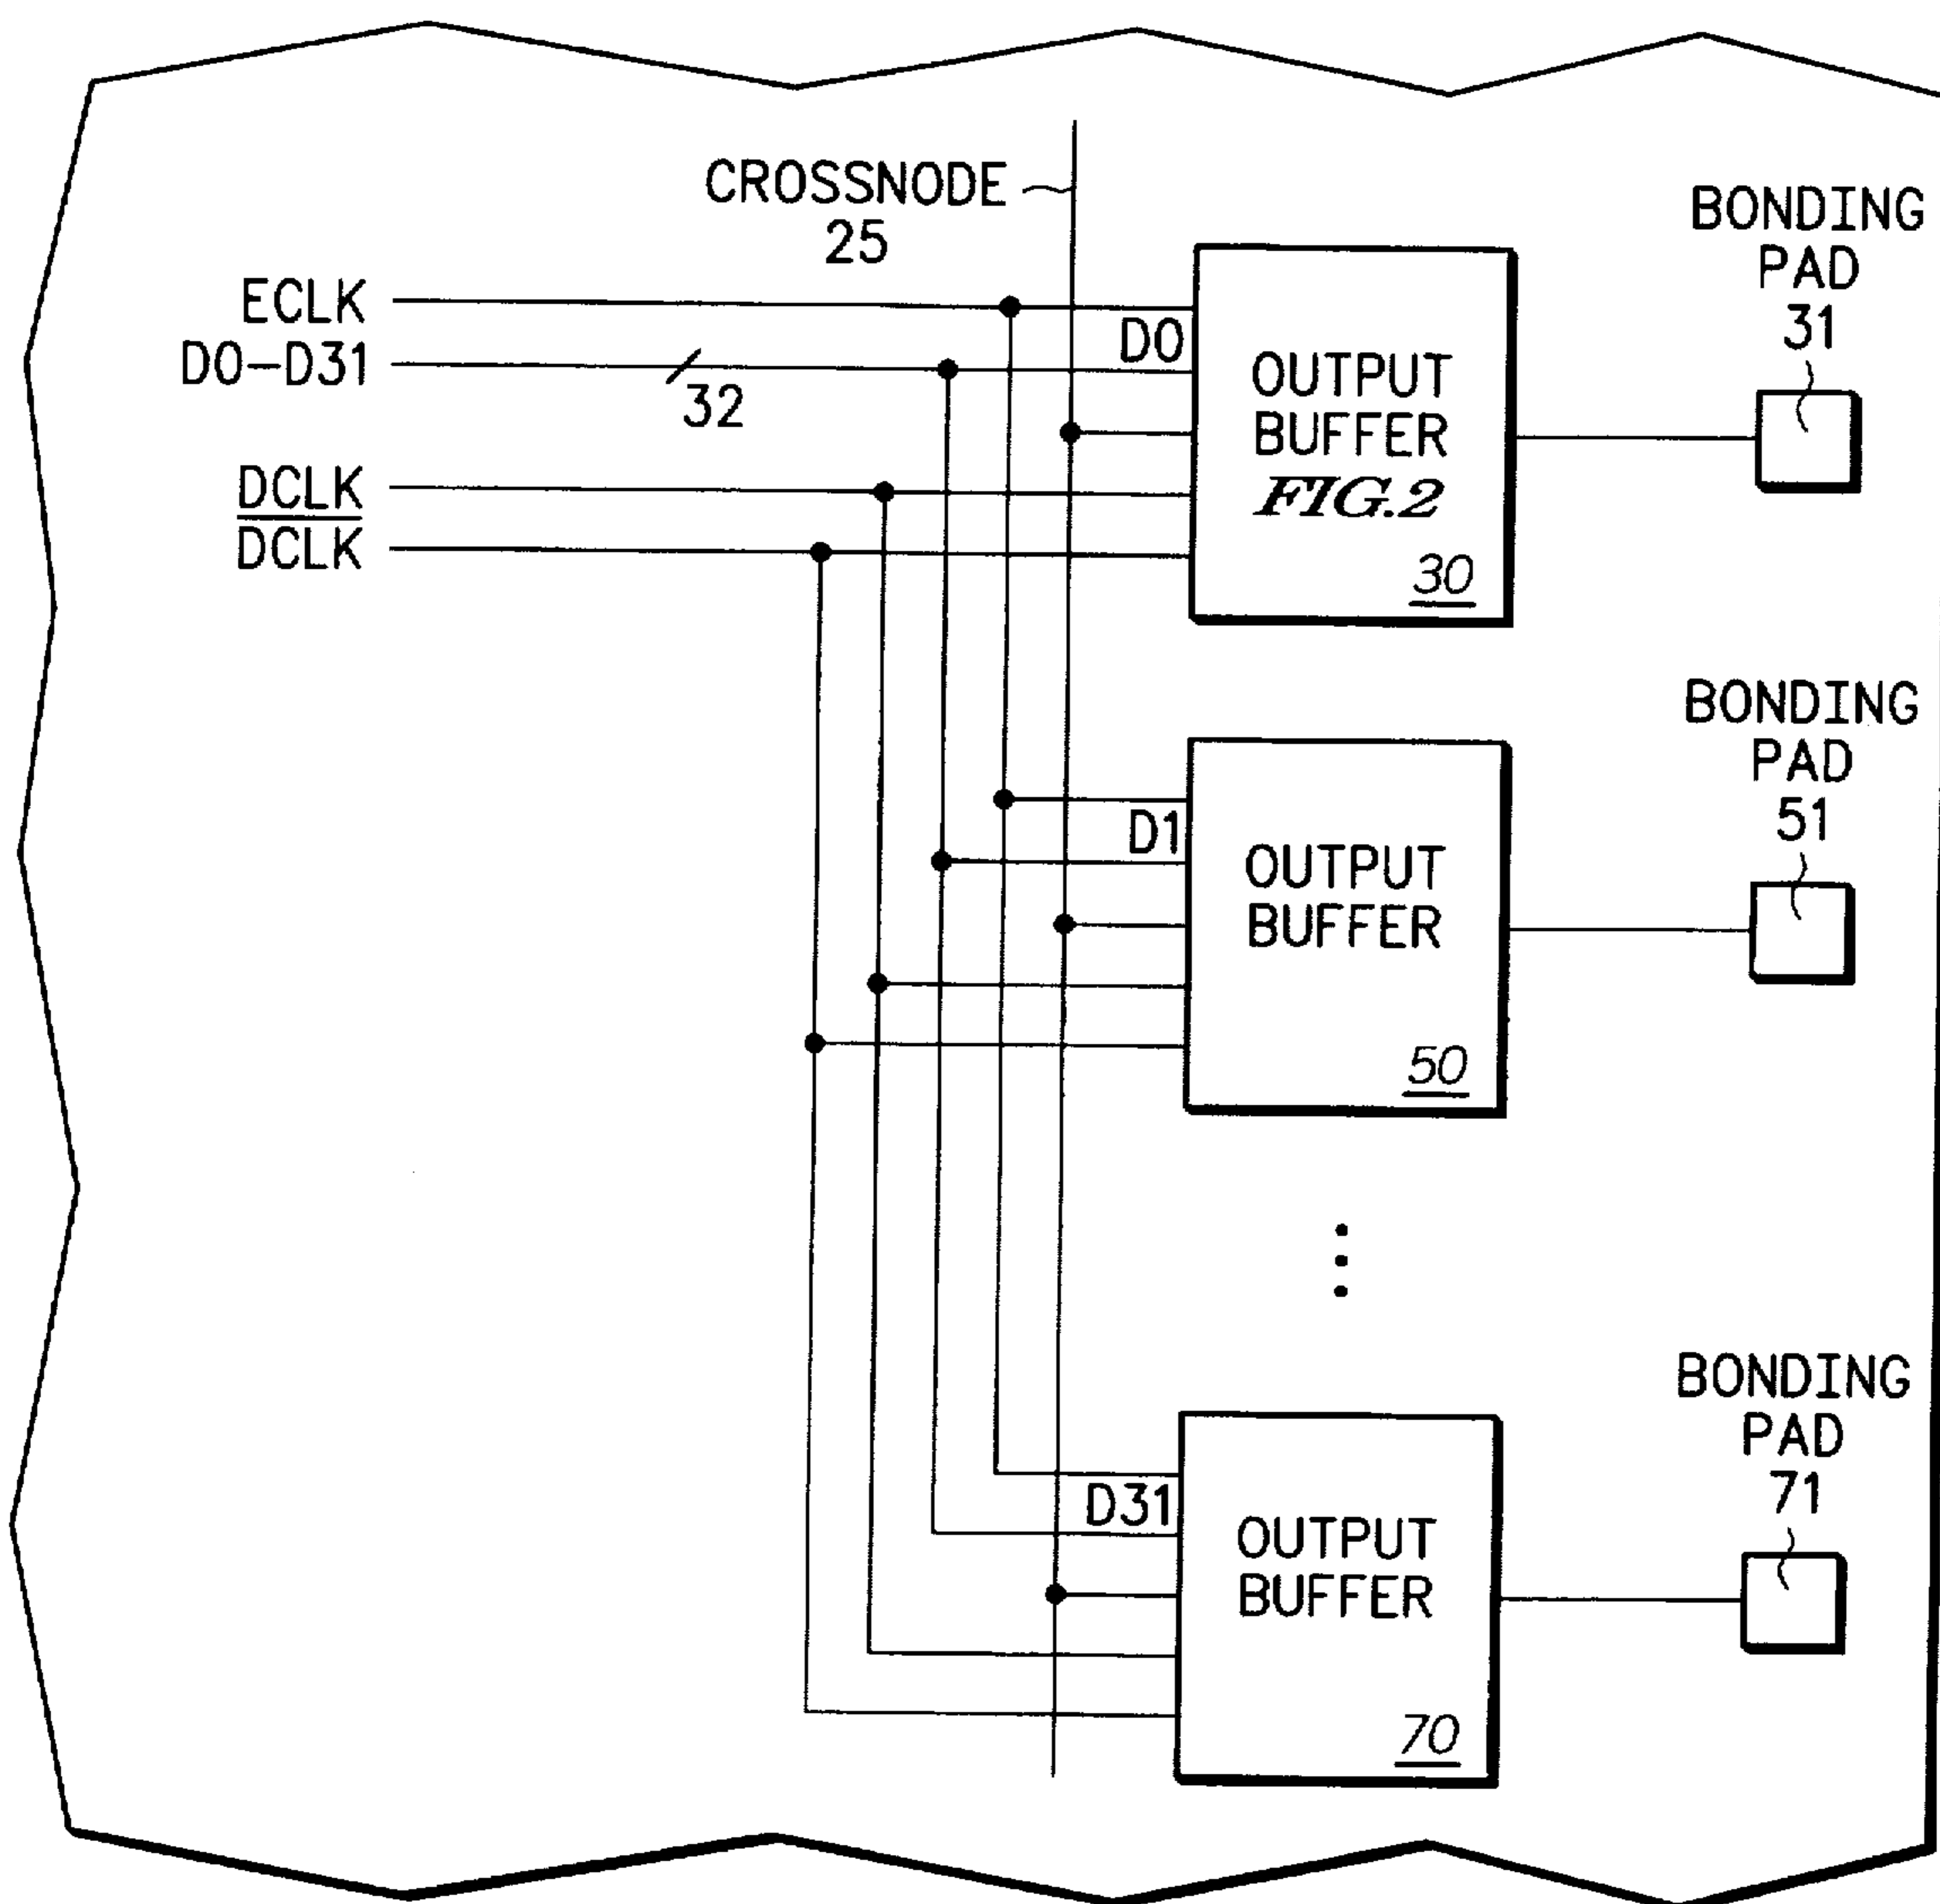 CROSSNODE
25
BONDING
PAD
31
ECLK
D0
D0-D31
32
OUTPUT
BUFFER
FIG.2
DCLK
DCLK
30
BONDING
PAD
51
D1
OUTPUT
BUFFER
50
BONDING
PAD
71
D31
OUTPUT
BUFFER
70